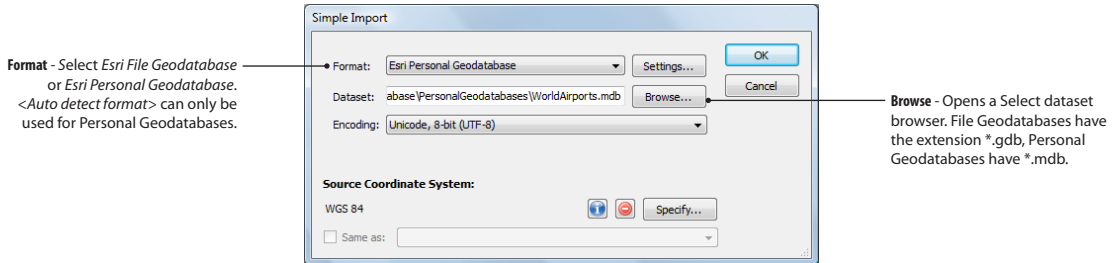 Simple Import
Format - Select Esri File Geodatabase
or Esri Personal Geodatabase.
<Auto detect format> can only be
used for Personal Geodatabases.
Format: Esri Personal Geodatabase Settings... OK
Dataset: abase\PersonalGeodatabases\WorldAirports.mdb Browse... Cancel
Encoding: Unicode, 8-bit (UTF-8)
Browse - Opens a Select dataset
browser. File Geodatabases have
the extension *.gdb, Personal
Geodatabases have *.mdb.
Source Coordinate System:
WGS 84 Specify...
Same as: